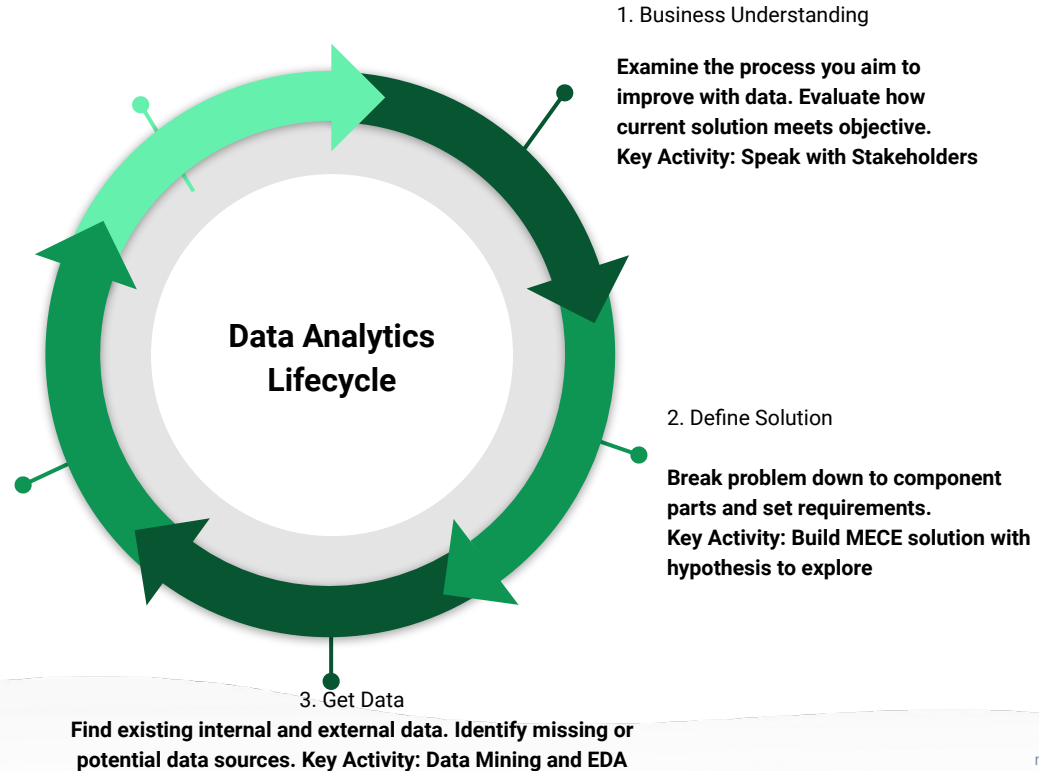 1. Business Understanding
Examine the process you aim to
improve with data. Evaluate how
current solution meets objective.
Key Activity: Speak with Stakeholders
Data Analytics
Lifecycle
2. Define Solution
Break problem down to component
parts and set requirements.
Key Activity: Build MECE solution with
hypothesis to explore
3. Get Data
Find existing internal and external data. Identify missing or
potential data sources. Key Activity: Data Mining and EDA